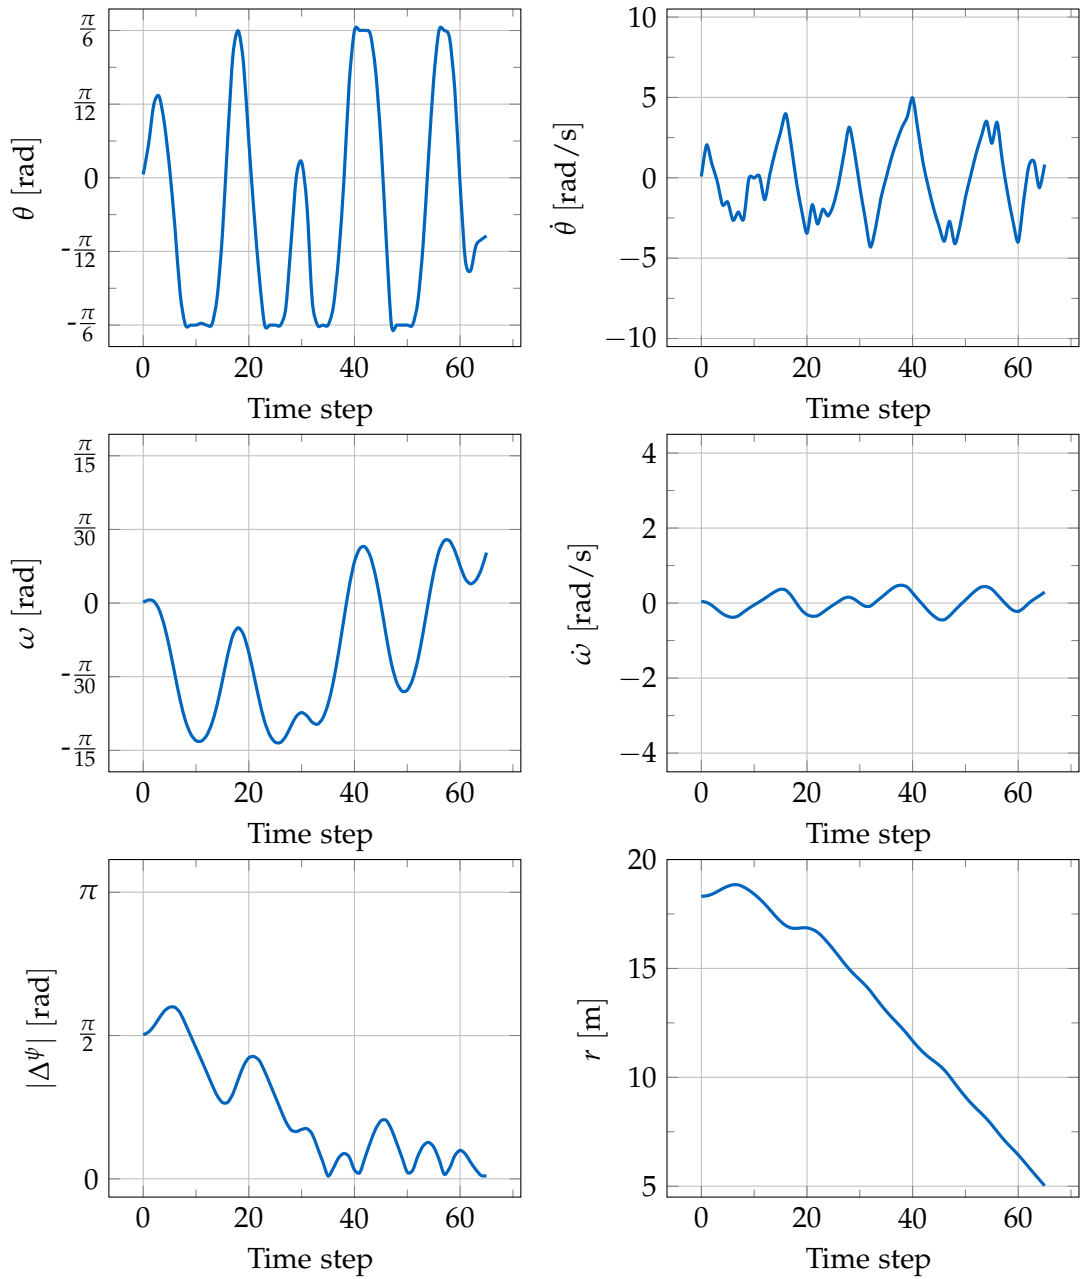 π/6
π/12
0
-π/12
-π/6
θ [rad]
0 20 40 60
Time step
10
5
0
−5
−10
θ̇ [rad/s]
0 20 40 60
Time step
π/15
π/30
0
-π/30
-π/15
ω [rad]
0 20 40 60
Time step
4
2
0
−2
−4
ω̇ [rad/s]
0 20 40 60
Time step
π
π/2
0
|Δ^ψ| [rad]
0 20 40 60
Time step
20
15
10
5
r [m]
0 20 40 60
Time step